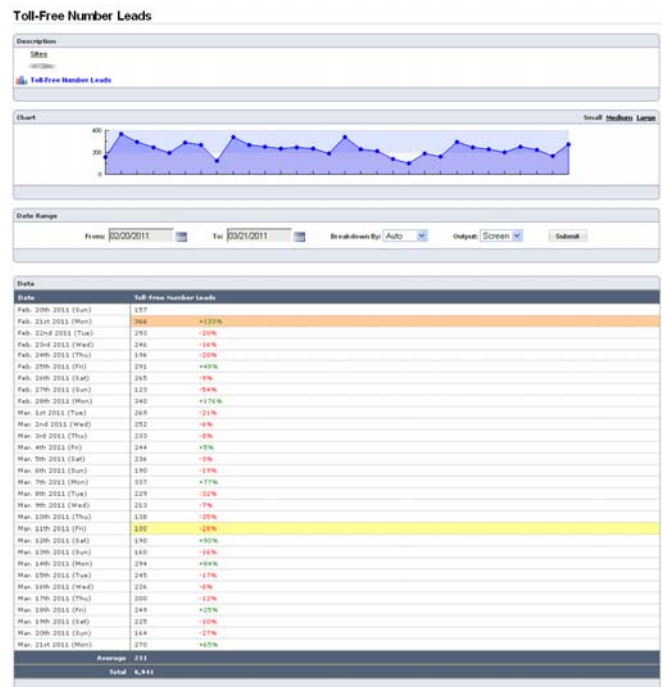 Toll-Free Number Leads
Description
Sites
Toll-Free Number Leads
Chart
Small Medium Large
400
200
0
Date Range
From: 02/20/2011 To: 03/21/2011 Breakdown By: Auto Output: Screen Submit
Data
Date Toll-Free Number Leads
Feb. 20th 2011 (Sun) 157
Feb. 21st 2011 (Mon) 366 +133%
Feb. 22nd 2011 (Tue) 293 -20%
Feb. 23rd 2011 (Wed) 246 -16%
Feb. 24th 2011 (Thu) 196 -20%
Feb. 25th 2011 (Fri) 291 +48%
Feb. 26th 2011 (Sat) 265 -9%
Feb. 27th 2011 (Sun) 123 -54%
Feb. 28th 2011 (Mon) 340 +176%
Mar. 1st 2011 (Tue) 269 -21%
Mar. 2nd 2011 (Wed) 252 -6%
Mar. 3rd 2011 (Thu) 233 -8%
Mar. 4th 2011 (Fri) 244 +5%
Mar. 5th 2011 (Sat) 236 -3%
Mar. 6th 2011 (Sun) 190 -19%
Mar. 7th 2011 (Mon) 337 +77%
Mar. 8th 2011 (Tue) 229 -32%
Mar. 9th 2011 (Wed) 213 -7%
Mar. 10th 2011 (Thu) 138 -35%
Mar. 11th 2011 (Fri) 100 -28%
Mar. 12th 2011 (Sat) 190 +90%
Mar. 13th 2011 (Sun) 160 -16%
Mar. 14th 2011 (Mon) 294 +84%
Mar. 15th 2011 (Tue) 245 -17%
Mar. 16th 2011 (Wed) 226 -8%
Mar. 17th 2011 (Thu) 200 -12%
Mar. 18th 2011 (Fri) 249 +25%
Mar. 19th 2011 (Sat) 225 -10%
Mar. 20th 2011 (Sun) 164 -27%
Mar. 21st 2011 (Mon) 270 +65%
Average 231
Total 6,941